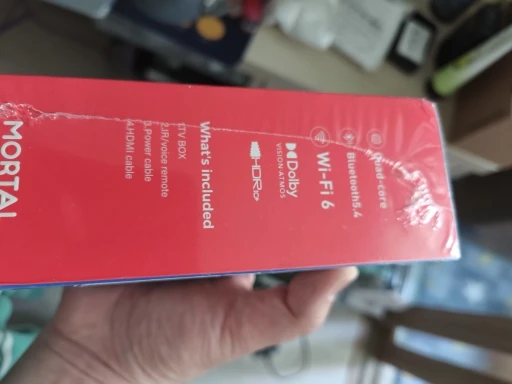 Quad-core
Bluetooth5.4
Wi-Fi 6
Dolby
VISION·ATMOS
HDR10+
What's included
1.TV BOX
2.IR/voice remote
3.Power cable
4.HDMI cable
MORTAL